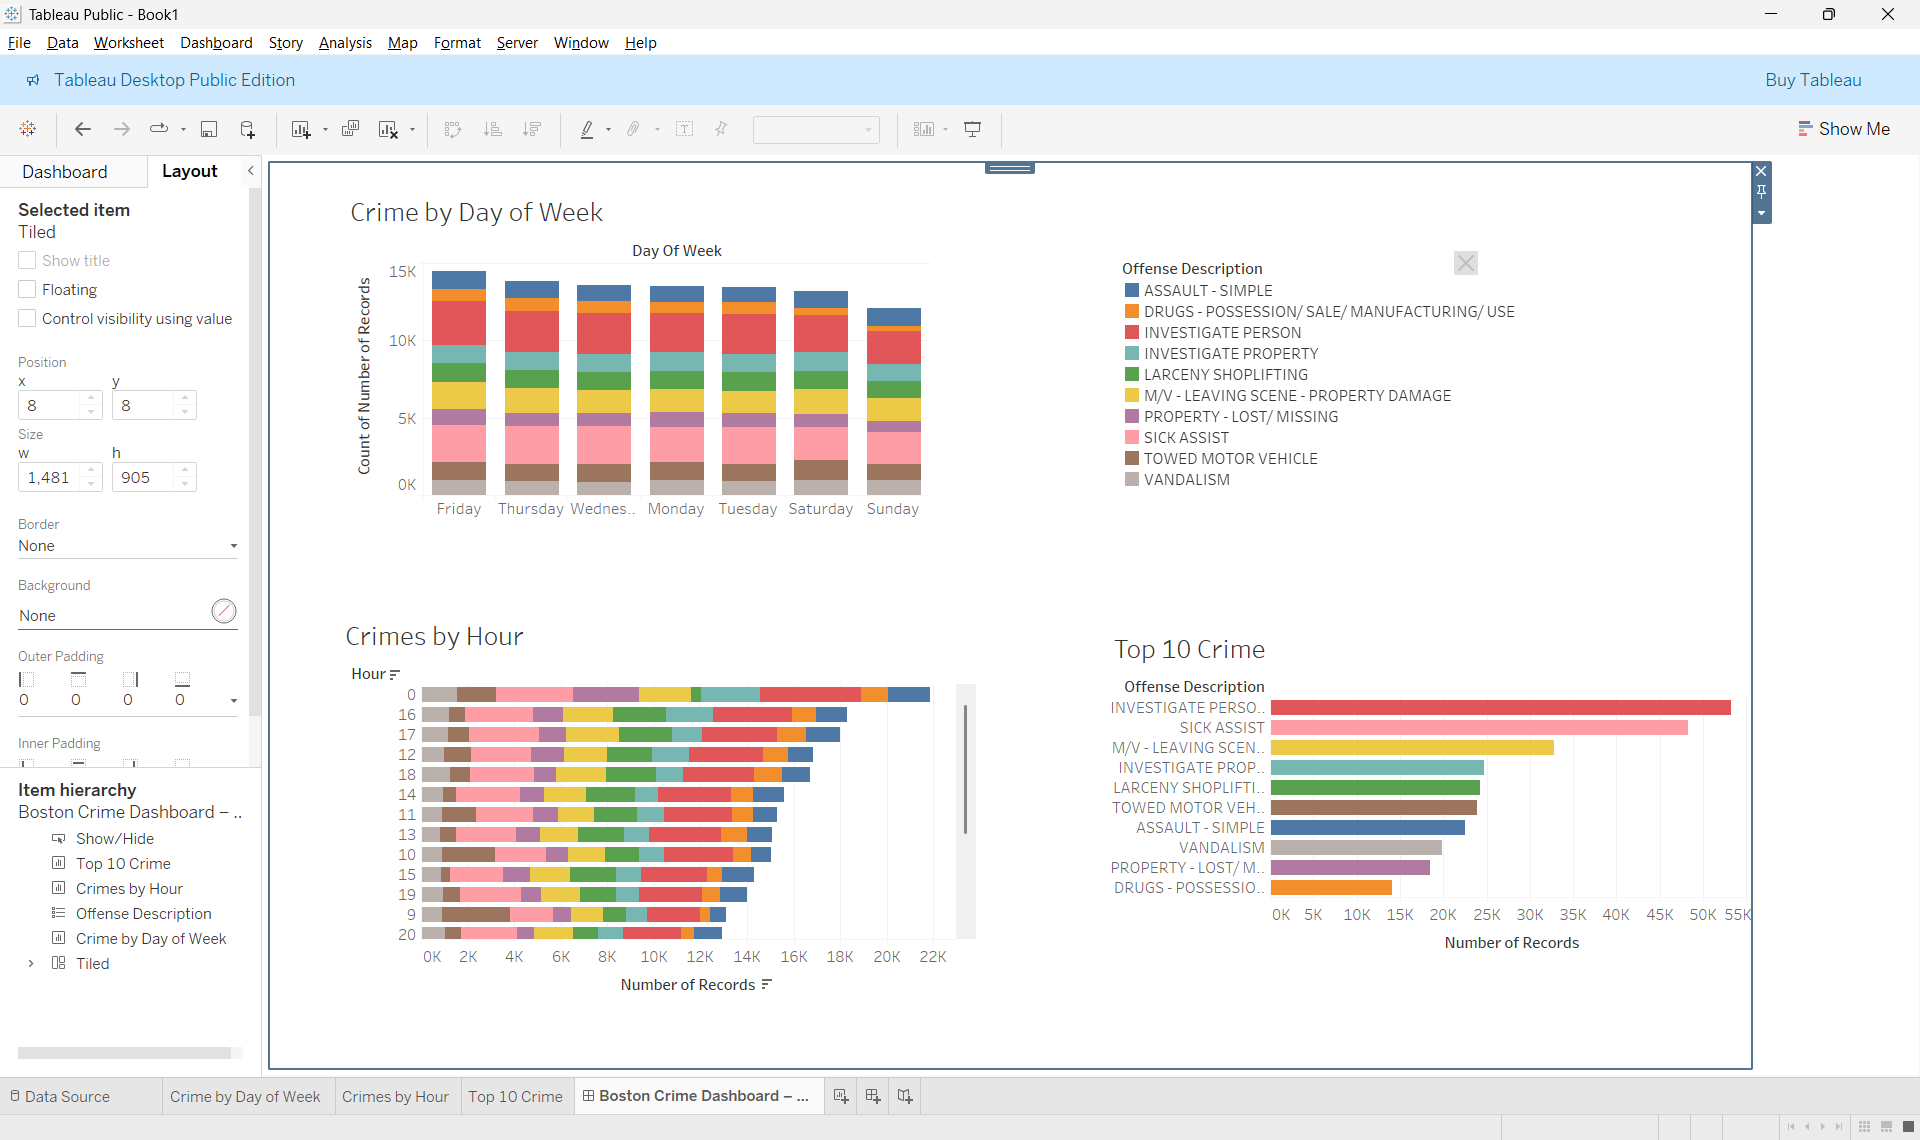 Tableau Public - Book1
File Data Worksheet Dashboard Story Analysis Map Format Server Window Help
Tableau Desktop Public Edition
Buy Tableau
Show Me
Dashboard
Layout
Selected item
Tiled
Show title
Floating
Control visibility using value
Position
x y
8 8
Size
w h
1,481 905
Border
None
Background
None
Outer Padding
0 0 0 0
Inner Padding
Item hierarchy
Boston Crime Dashboard – ..
Show/Hide
Top 10 Crime
Crimes by Hour
Offense Description
Crime by Day of Week
Tiled
Crime by Day of Week
Day Of Week
Count of Number of Records
15K
10K
5K
0K
Friday Thursday Wednes.. Monday Tuesday Saturday Sunday
Offense Description
ASSAULT - SIMPLE
DRUGS - POSSESSION/ SALE/ MANUFACTURING/ USE
INVESTIGATE PERSON
INVESTIGATE PROPERTY
LARCENY SHOPLIFTING
M/V - LEAVING SCENE - PROPERTY DAMAGE
PROPERTY - LOST/ MISSING
SICK ASSIST
TOWED MOTOR VEHICLE
VANDALISM
Crimes by Hour
Hour
0
16
17
12
18
14
11
13
10
15
19
9
20
0K 2K 4K 6K 8K 10K 12K 14K 16K 18K 20K 22K
Number of Records
Top 10 Crime
Offense Description
INVESTIGATE PERSO..
SICK ASSIST
M/V - LEAVING SCEN..
INVESTIGATE PROP..
LARCENY SHOPLIFTI..
TOWED MOTOR VEH..
ASSAULT - SIMPLE
VANDALISM
PROPERTY - LOST/ M..
DRUGS - POSSESSIO..
0K 5K 10K 15K 20K 25K 30K 35K 40K 45K 50K 55K
Number of Records
Data Source
Crime by Day of Week
Crimes by Hour
Top 10 Crime
Boston Crime Dashboard – ...